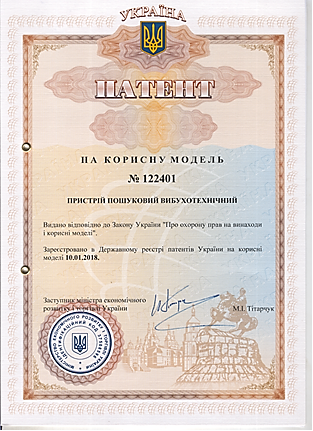 УКРАЇНА
ПАТЕНТ
НА КОРИСНУ МОДЕЛЬ
№ 122401
ПРИСТРІЙ ПОШУКОВИЙ ВИБУХОТЕХНІЧНИЙ
Видано відповідно до Закону України "Про охорону прав на винаходи
і корисні моделі".
Зареєстровано в Державному реєстрі патентів України на корисні
моделі 10.01.2018.
Заступник міністра економічного
розвитку і торгівлі України
М.І. Тітарчук